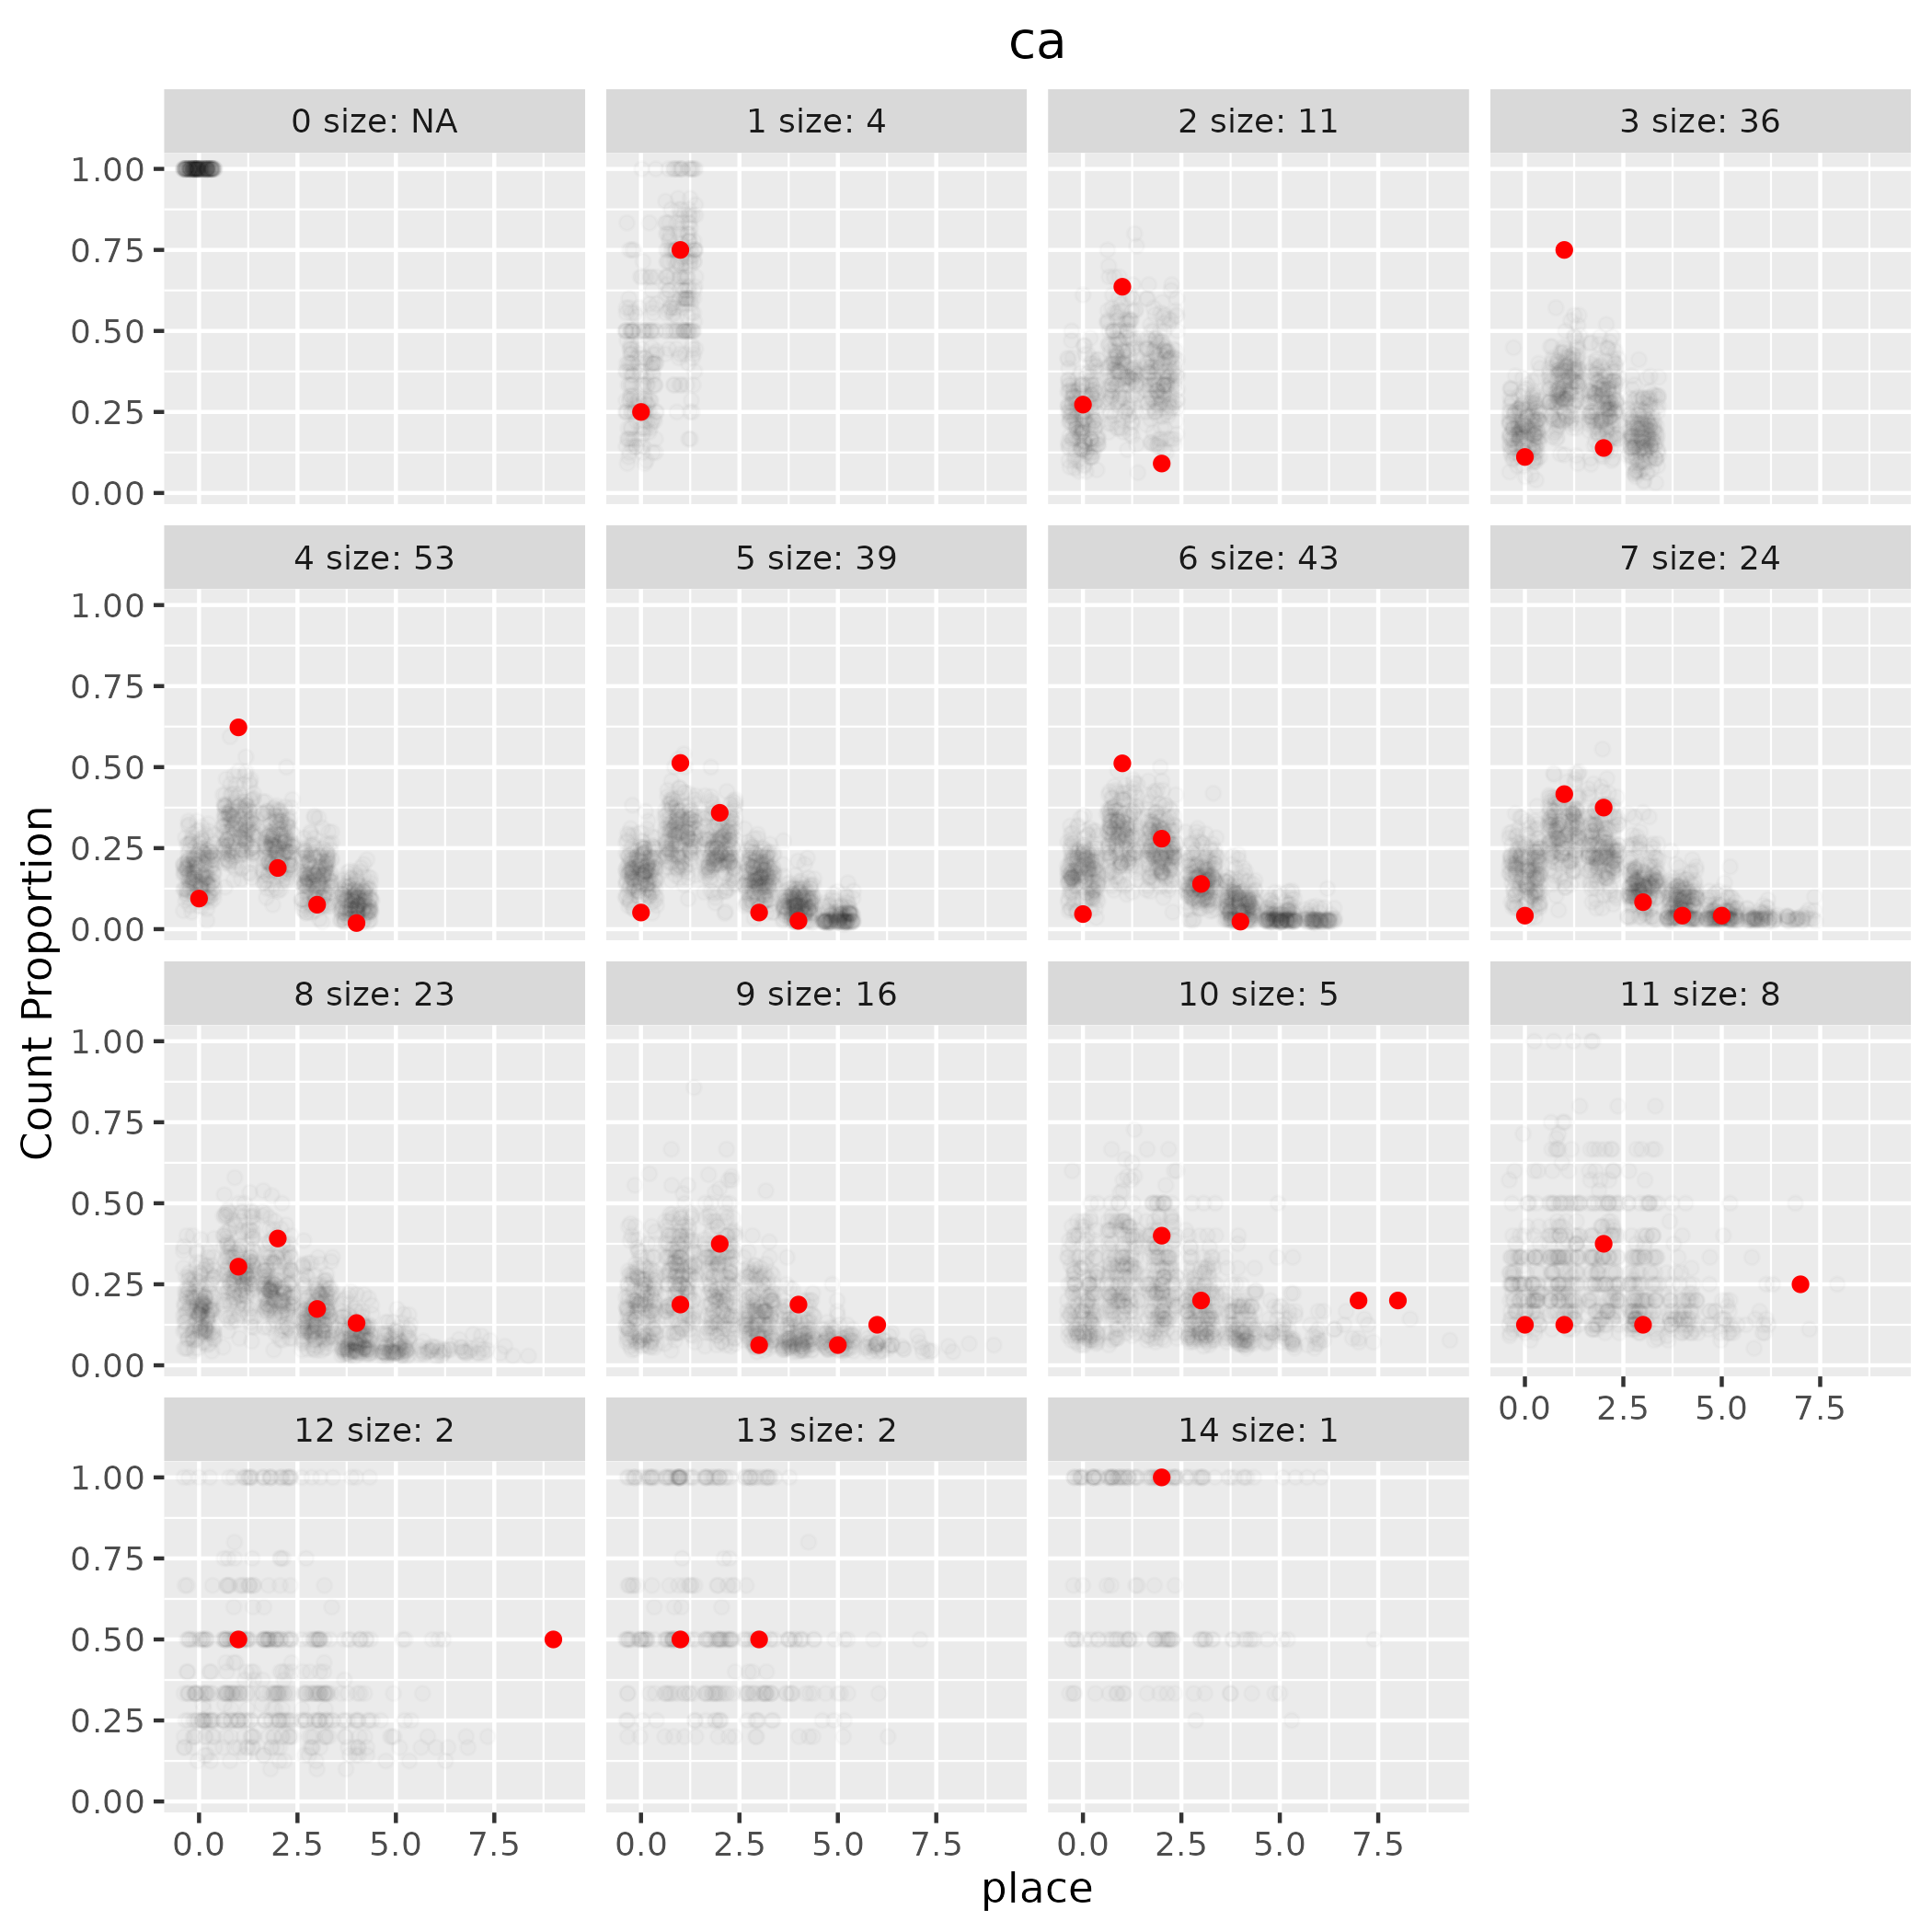 ca
0 size: NA
1 size: 4
2 size: 11
3 size: 36
1.00
0.75
0.50
0.25
0.00
4 size: 53
5 size: 39
6 size: 43
7 size: 24
1.00
0.75
0.50
0.25
0.00
Count Proportion
8 size: 23
9 size: 16
10 size: 5
11 size: 8
1.00
0.75
0.50
0.25
0.00
0.0 2.5 5.0 7.5
12 size: 2
13 size: 2
14 size: 1
1.00
0.75
0.50
0.25
0.00
0.0 2.5 5.0 7.5
0.0 2.5 5.0 7.5
0.0 2.5 5.0 7.5
place